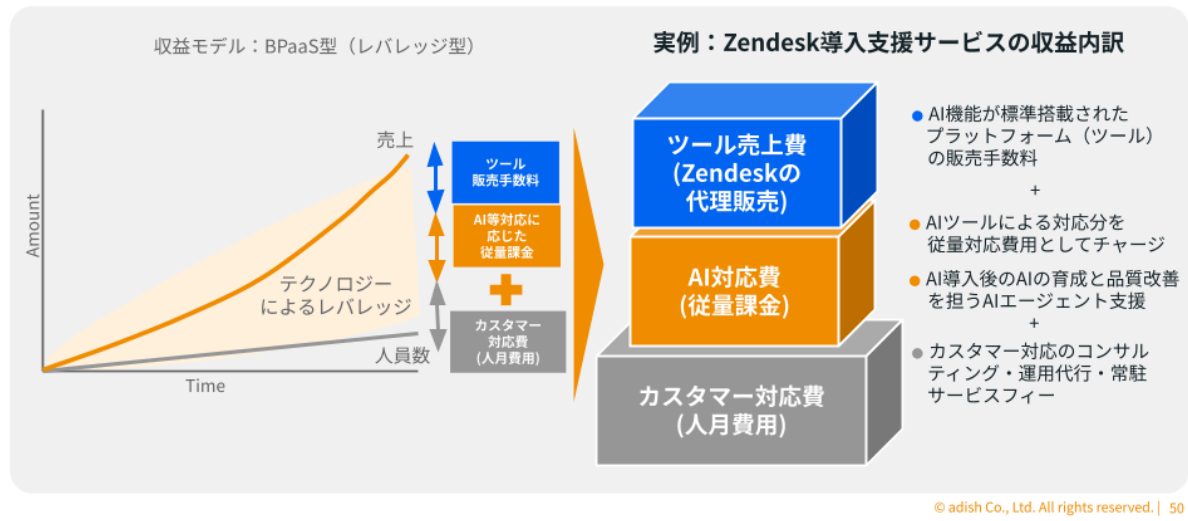 収益モデル：BPaaS型（レバレッジ型）
Amount
売上
テクノロジー
によるレバレッジ
人員数
Time
ツール
販売手数料
AI等対応に
応じた
従量課金
カスタマー
対応費
(人月費用)
実例：Zendesk導入支援サービスの収益内訳
ツール売上費
(Zendeskの
代理販売)
AI対応費
(従量課金)
カスタマー対応費
(人月費用)
● AI機能が標準搭載された
プラットフォーム（ツール）
の販売手数料
+
● AIツールによる対応分を
従量対応費用としてチャージ
● AI導入後のAIの育成と品質改善
を担うAIエージェント支援
+
● カスタマー対応のコンサル
ティング・運用代行・常駐
サービスフィー
© adish Co., Ltd. All rights reserved. | 50